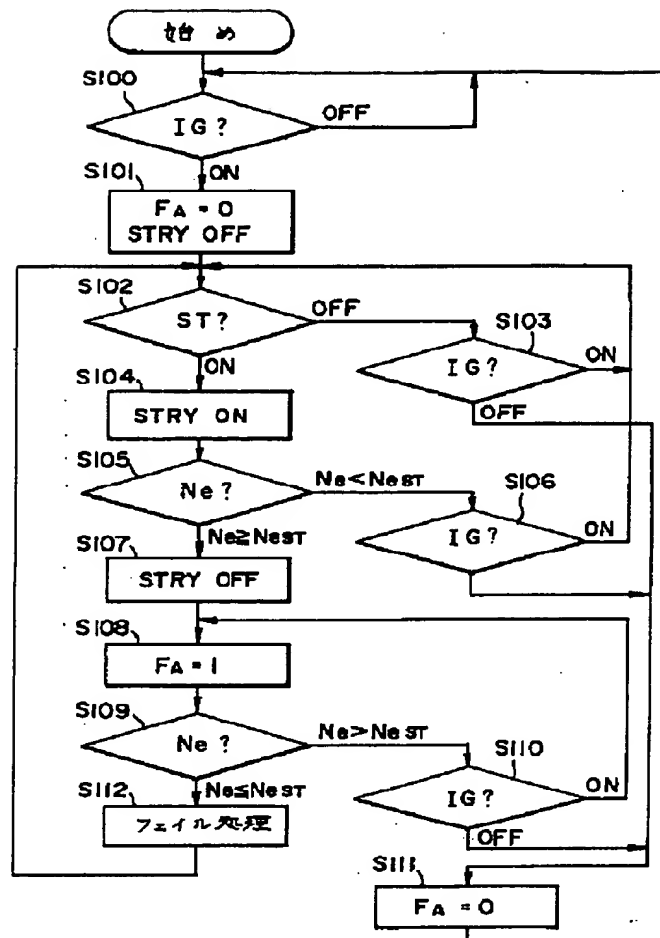 始め
S100
IG?
OFF
ON
S101
FA = 0
STRY OFF
S102
ST?
OFF
S103
IG?
ON
OFF
ON
S104
STRY ON
S105
Ne?
Ne<NEST
S106
IG?
ON
Ne≧NEST
S107
STRY OFF
S108
FA = 1
S109
Ne?
Ne>NEST
S110
IG?
ON
OFF
Ne≦NEST
S112
フェイル処理
S111
FA = 0